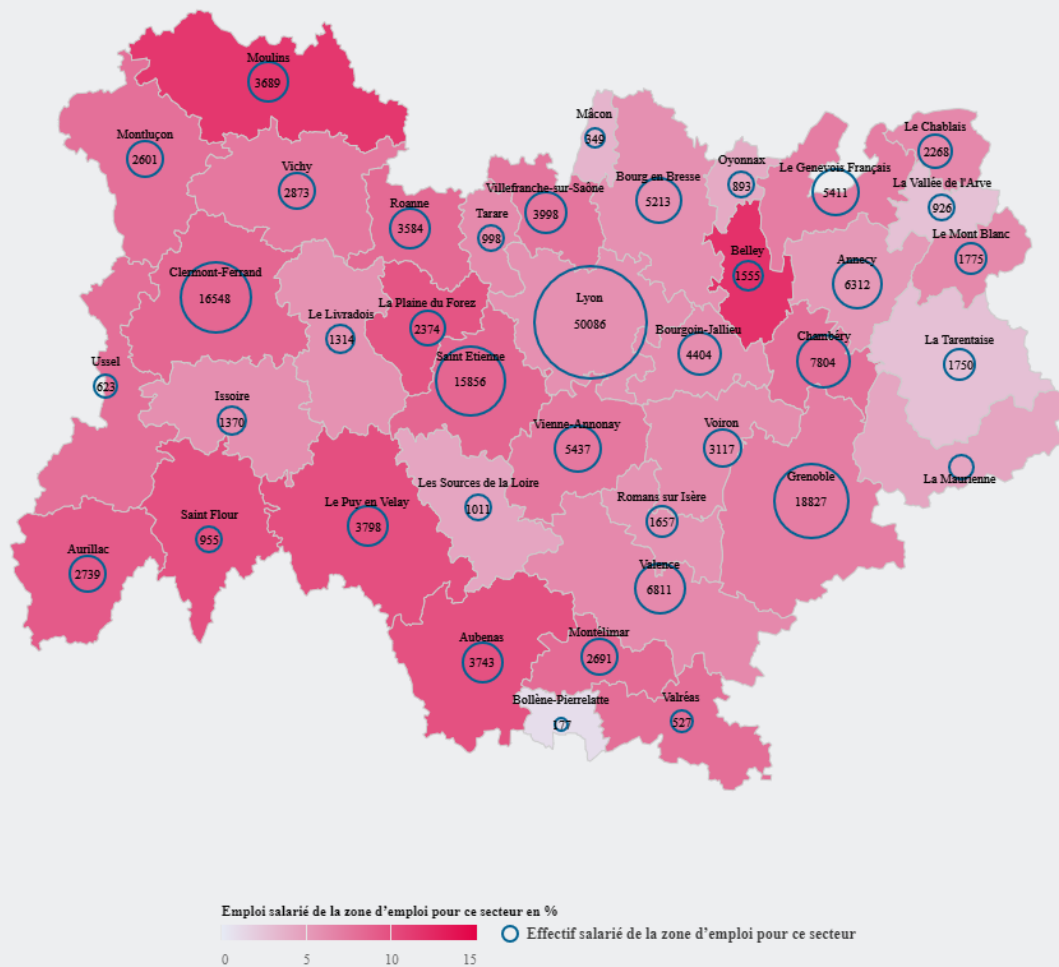 Moulins
3689
Montluçon
2601
Vichy
2873
Mâcon
349
Oyonnax
893
Le Chablais
2268
Le Genevois Français
5411
La Vallée de l'Arve
926
Bourg en Bresse
5213
Villefranche-sur-Saône
3998
Roanne
3584
Tarare
998
Le Mont Blanc
1775
Belley
1555
Annecy
6312
Clermont-Ferrand
16548
Le Livradois
1314
La Plaine du Forez
2374
Lyon
50086
Bourgoin-Jallieu
4404
Chambéry
7804
La Tarentaise
1750
Saint Etienne
15856
Ussel
623
Issoire
1370
Vienne-Annonay
5437
Voiron
3117
Grenoble
18827
La Maurienne
Les Sources de la Loire
1011
Romans sur Isère
1657
Le Puy en Velay
3798
Saint Flour
955
Aurillac
2739
Valence
6811
Aubenas
3743
Montélimar
2691
Bollène-Pierrelatte
177
Valréas
527
Emploi salarié de la zone d'emploi pour ce secteur en %
0 5 10 15
Effectif salarié de la zone d'emploi pour ce secteur